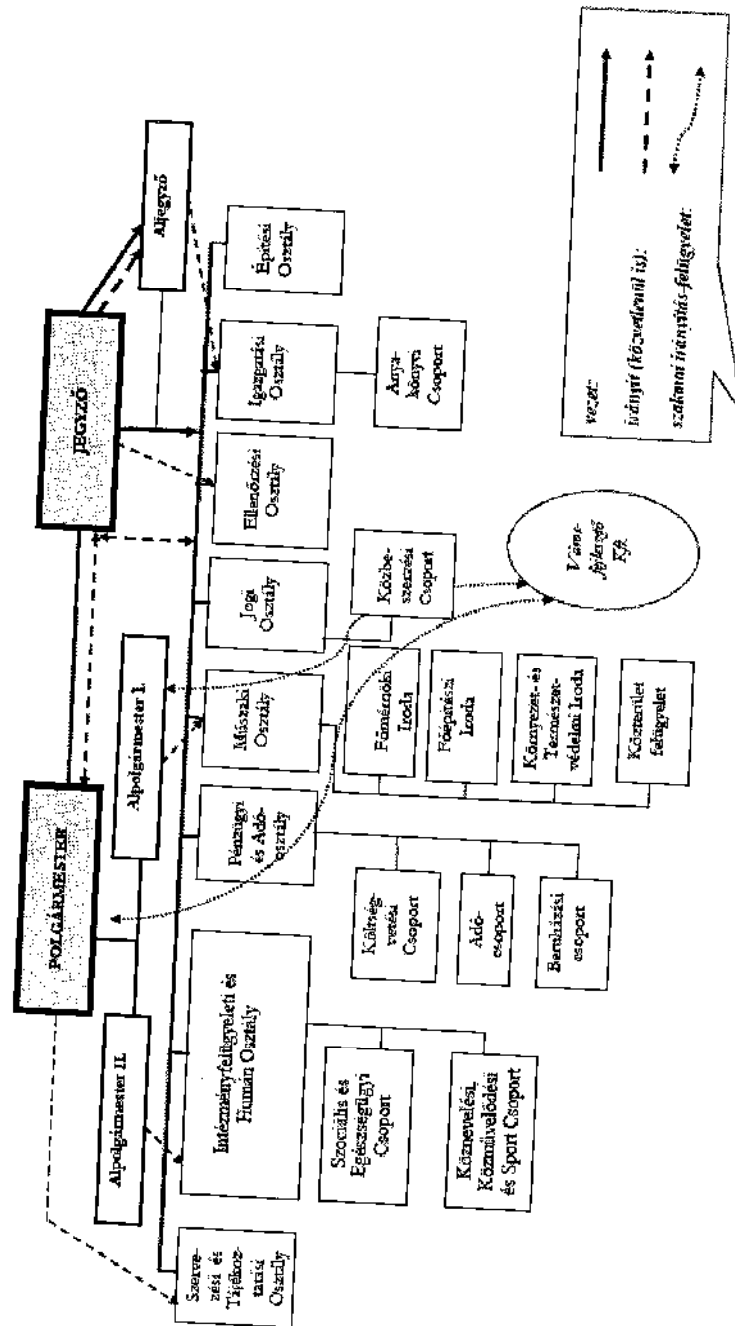 POLGÁRMESTER
JEGYZŐ
Alpolgármester II.
Alpolgármester I.
Aljegyző
Szerve-
zési és
Tájékoz-
tatási
Osztály
Intézményfelügyeleti és
Humán Osztály
Pénzügyi
és Adó-
osztály
Műszaki
Osztály
Jogi
Osztály
Ellenőrzési
Osztály
Igazgatási
Osztály
Építési
Osztály
Szociális és
Egészségügyi
Csoport
Köznevelési,
Közművelődési
és Sport Csoport
Költség-
vetési
Csoport
Adó-
csoport
Beruházási
csoport
Főmérnöki
Iroda
Főépítészi
Iroda
Környezet- és
Természet-
védelmi Iroda
Közterület
felügyelet
Közbe-
szerzési
Csoport
Anya-
könyvi
Csoport
Város-
fejlesztő
Kft.
vezet:
irányít (közvetlenül is):
szakmai irányítás-felügyelet: